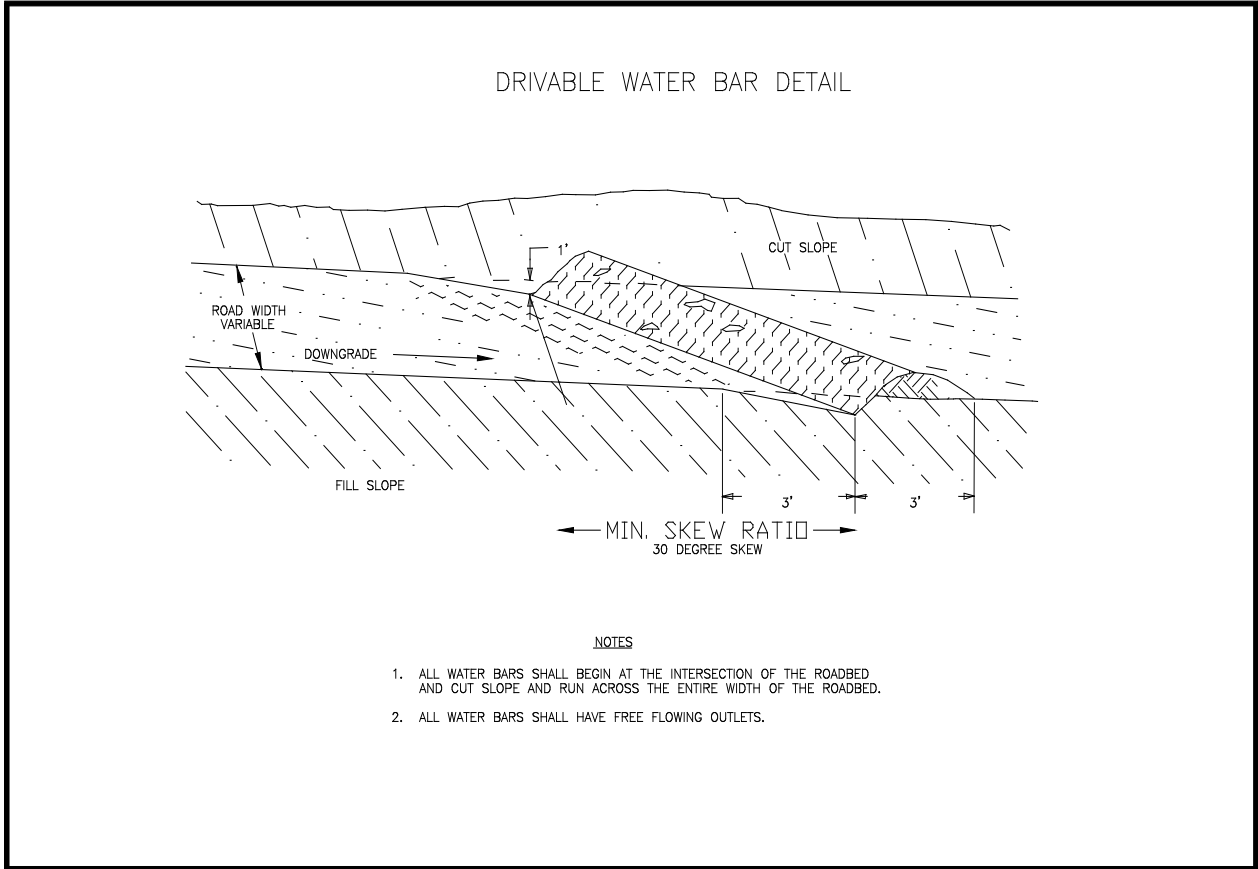 DRIVABLE WATER BAR DETAIL
1'
CUT SLOPE
ROAD WIDTH
VARIABLE
DOWNGRADE
FILL SLOPE
3'
3'
MIN. SKEW RATIO
30 DEGREE SKEW
NOTES
1. ALL WATER BARS SHALL BEGIN AT THE INTERSECTION OF THE ROADBED
AND CUT SLOPE AND RUN ACROSS THE ENTIRE WIDTH OF THE ROADBED.
2. ALL WATER BARS SHALL HAVE FREE FLOWING OUTLETS.